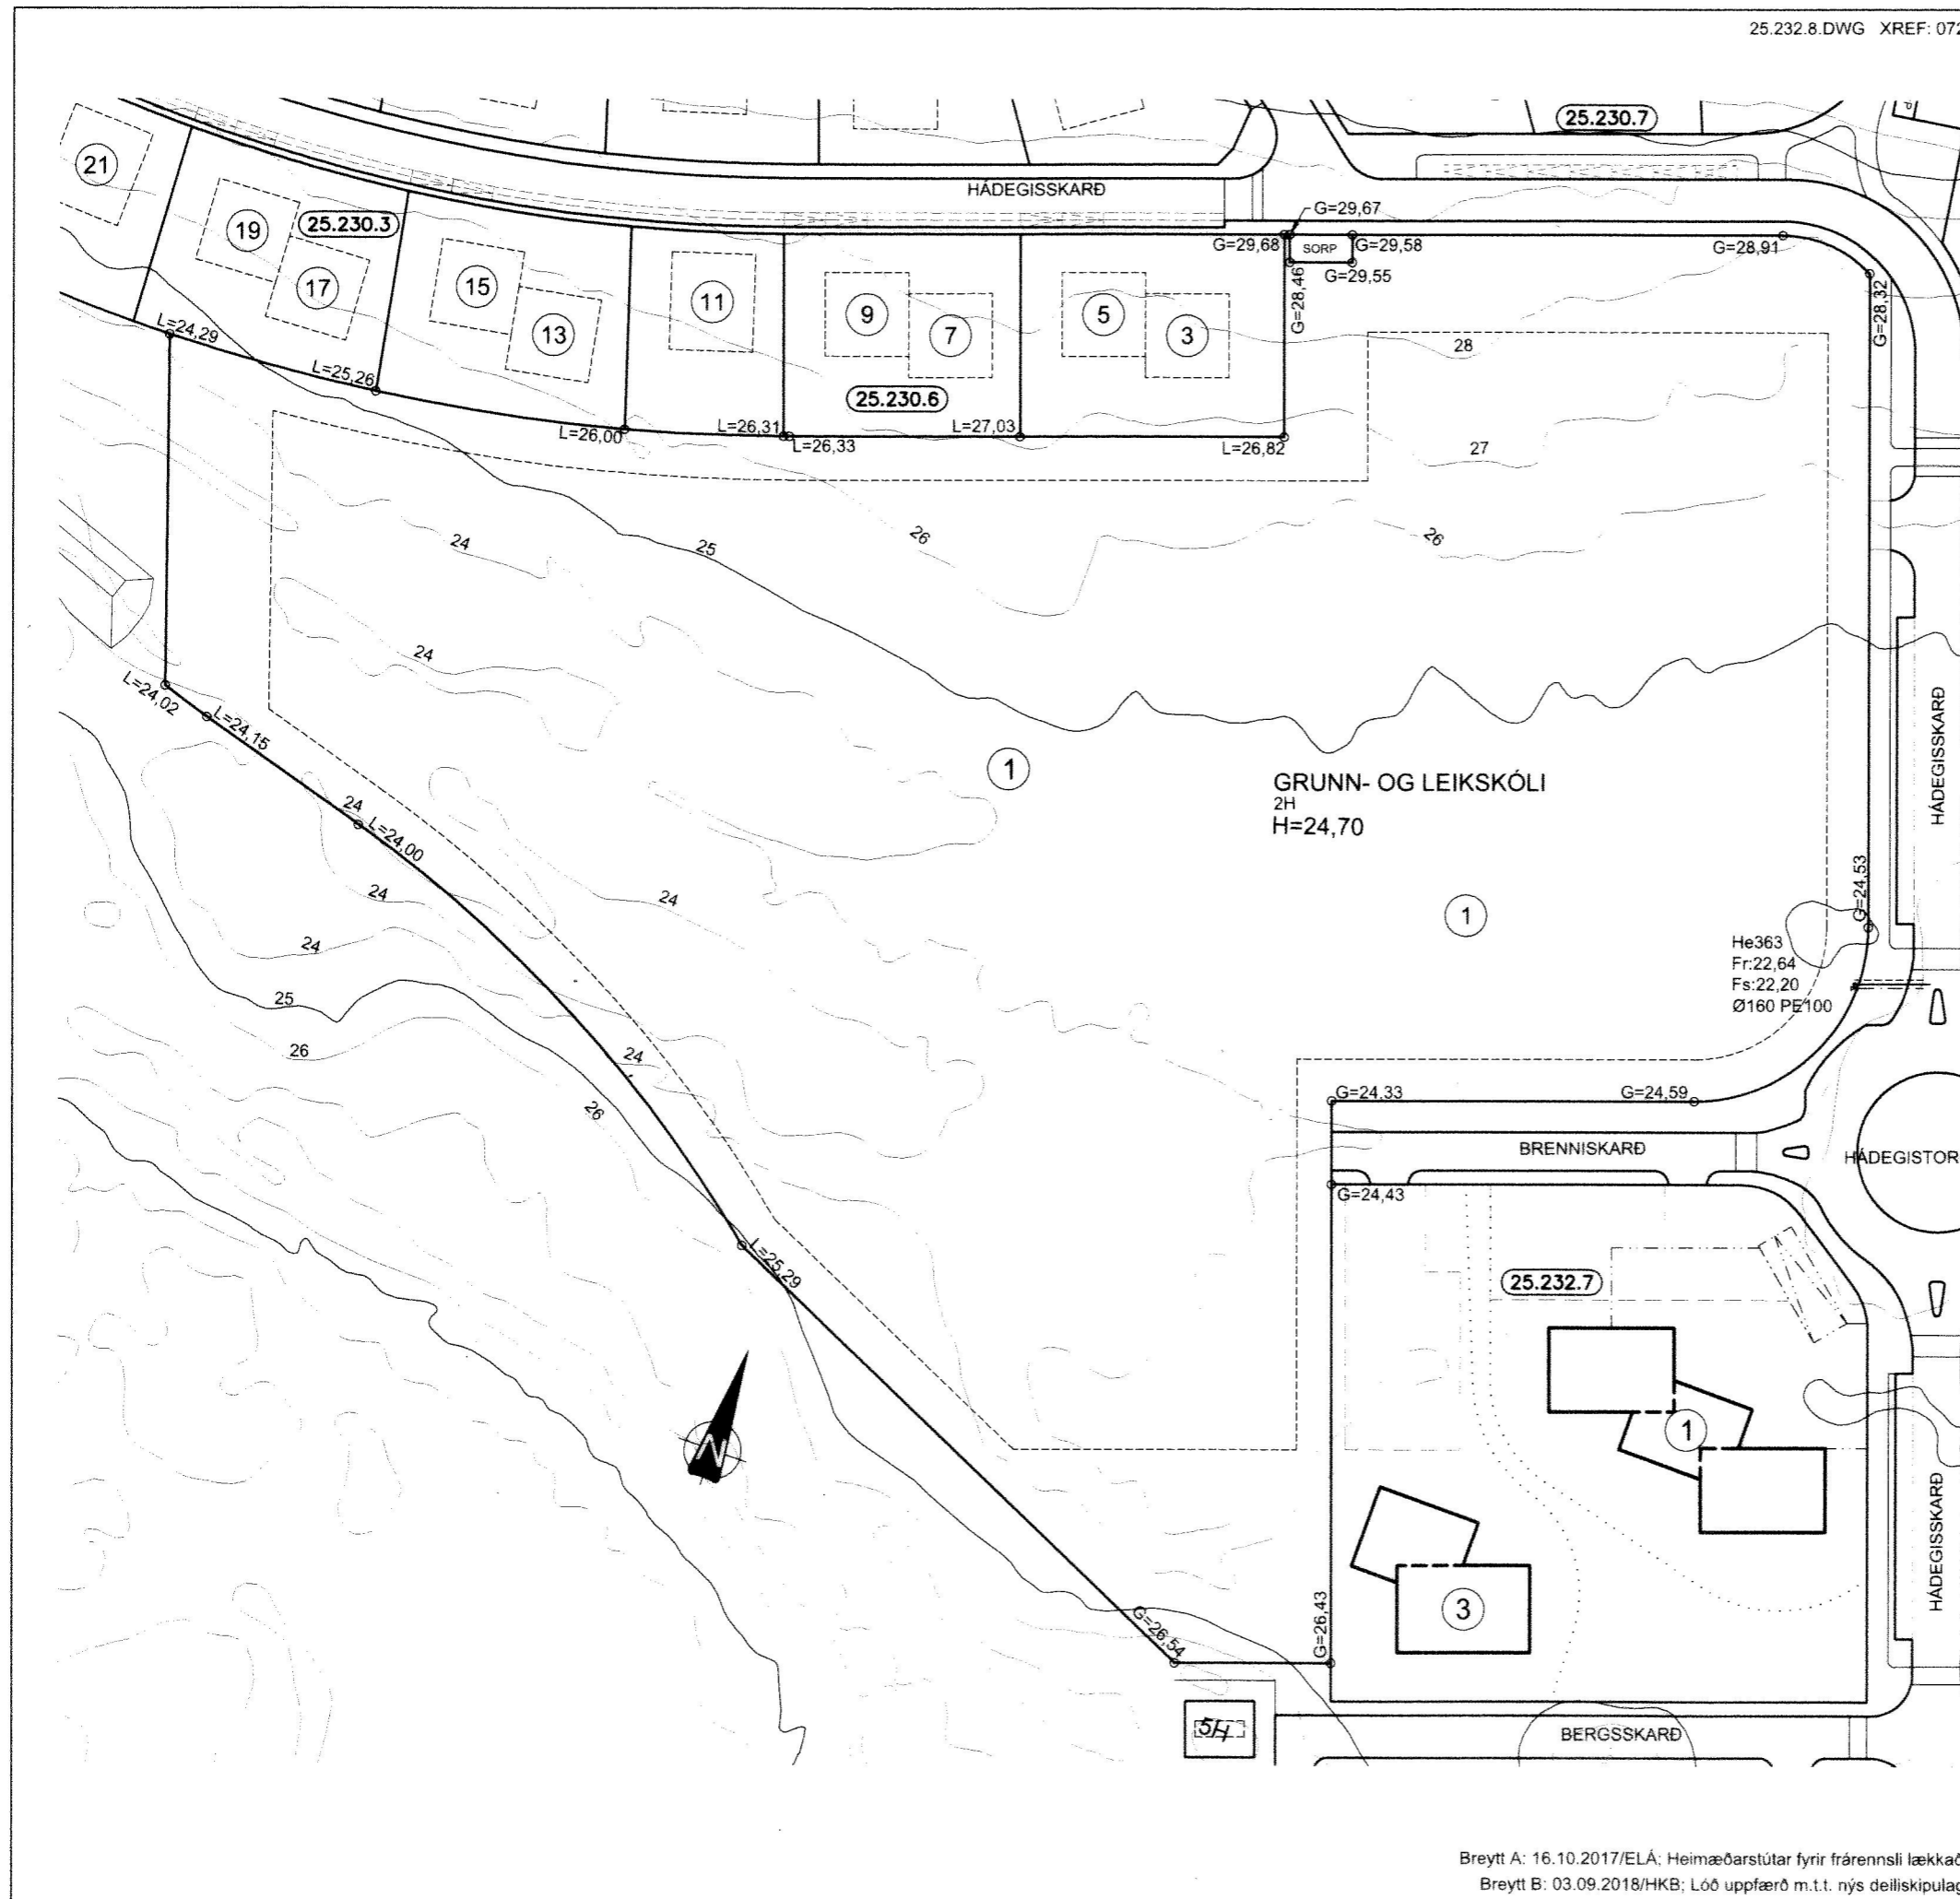 25.232.8.DWG XREF: 072
25.230.7
HÁDEGISSKARÐ
G=29,67
21
19
25.230.3
G=29,68
SORP
G=29,58
G=28,91
17
15
11
9
5
G=28,46
G=29,55
G=28,32
13
7
3
L=24,29
28
L=25,26
25.230.6
L=26,00
L=26,31
L=26,33
L=27,03
L=26,82
27
24
25
26
26
24
L=24,02
L=24,15
HÁDEGISSKARÐ
1
GRUNN- OG LEIKSKÓLI
2H
H=24,70
24
L=24,00
24
24
G=24,53
1
24
He363
Fr:22,64
Fs:22,20
Ø160 PE100
25
26
24
26
G=24,33
G=24,59
BRENNISKARÐ
HÁDEGISTOR
G=24,43
L=25,29
25.232.7
N
1
HÁDEGISSKARÐ
3
G=26,54
G=26,43
5H
BERGSSKARÐ
Breytt A: 16.10.2017/ELÁ; Heimæðarstútar fyrir frárennsli lækkað
Breytt B: 03.09.2018/HKB; Lóð uppfærð m.t.t. nýs deiliskipulag